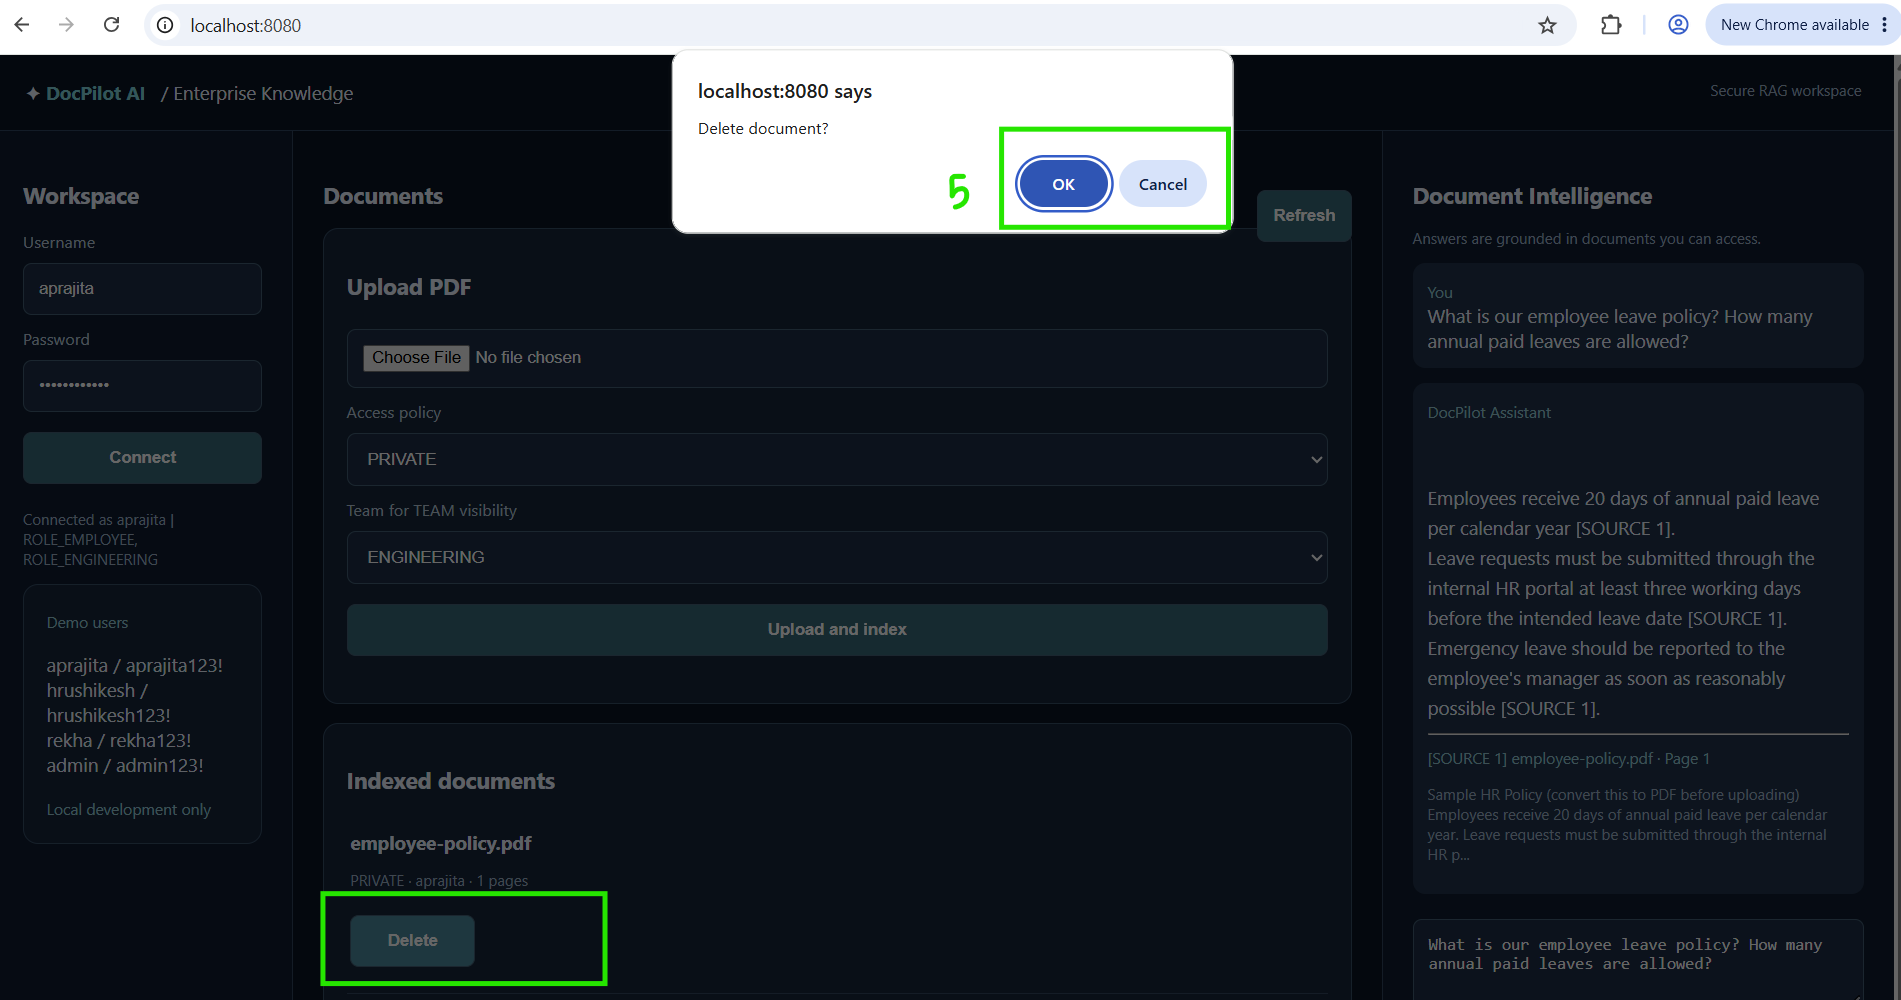 localhost:8080
New Chrome available
localhost:8080 says
Delete document?
OK
Cancel
5
✦ DocPilot AI / Enterprise Knowledge
Secure RAG workspace
Workspace
Username
aprajita
Password
••••••••••••
Connect
Connected as aprajita |
ROLE_EMPLOYEE,
ROLE_ENGINEERING
Demo users
aprajita / aprajita123!
hrushikesh /
hrushikesh123!
rekha / rekha123!
admin / admin123!
Local development only
Documents
Refresh
Upload PDF
Choose File No file chosen
Access policy
PRIVATE
Team for TEAM visibility
ENGINEERING
Upload and index
Indexed documents
employee-policy.pdf
PRIVATE · aprajita · 1 pages
Delete
Document Intelligence
Answers are grounded in documents you can access.
You
What is our employee leave policy? How many
annual paid leaves are allowed?
DocPilot Assistant
Employees receive 20 days of annual paid leave
per calendar year [SOURCE 1].
Leave requests must be submitted through the
internal HR portal at least three working days
before the intended leave date [SOURCE 1].
Emergency leave should be reported to the
employee's manager as soon as reasonably
possible [SOURCE 1].
[SOURCE 1] employee-policy.pdf · Page 1
Sample HR Policy (convert this to PDF before uploading)
Employees receive 20 days of annual paid leave per calendar
year. Leave requests must be submitted through the internal
HR p...
What is our employee leave policy? How many
annual paid leaves are allowed?